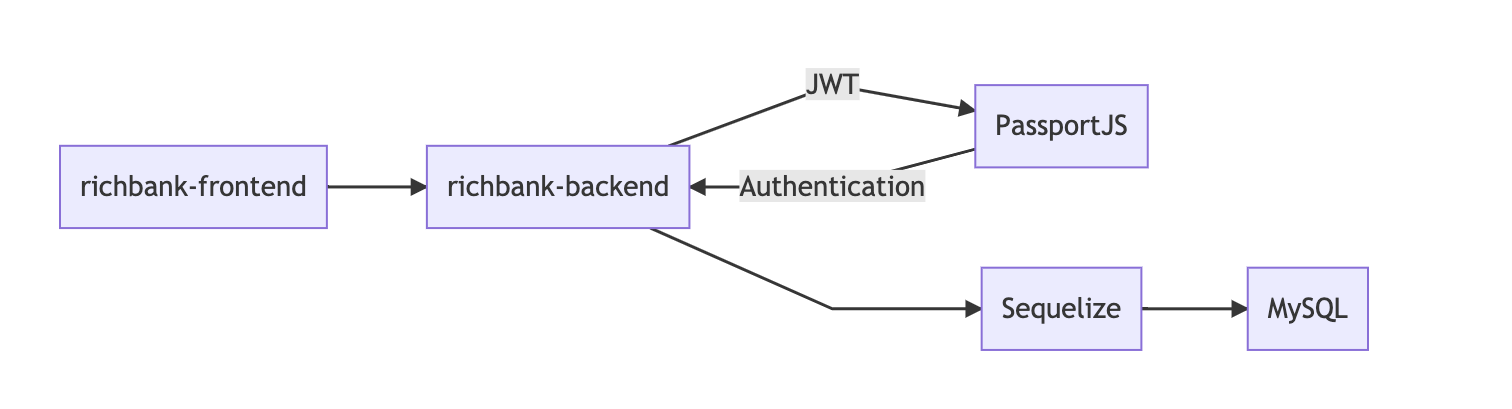 richbank-frontend
richbank-backend
JWT
Authentication
PassportJS
Sequelize
MySQL